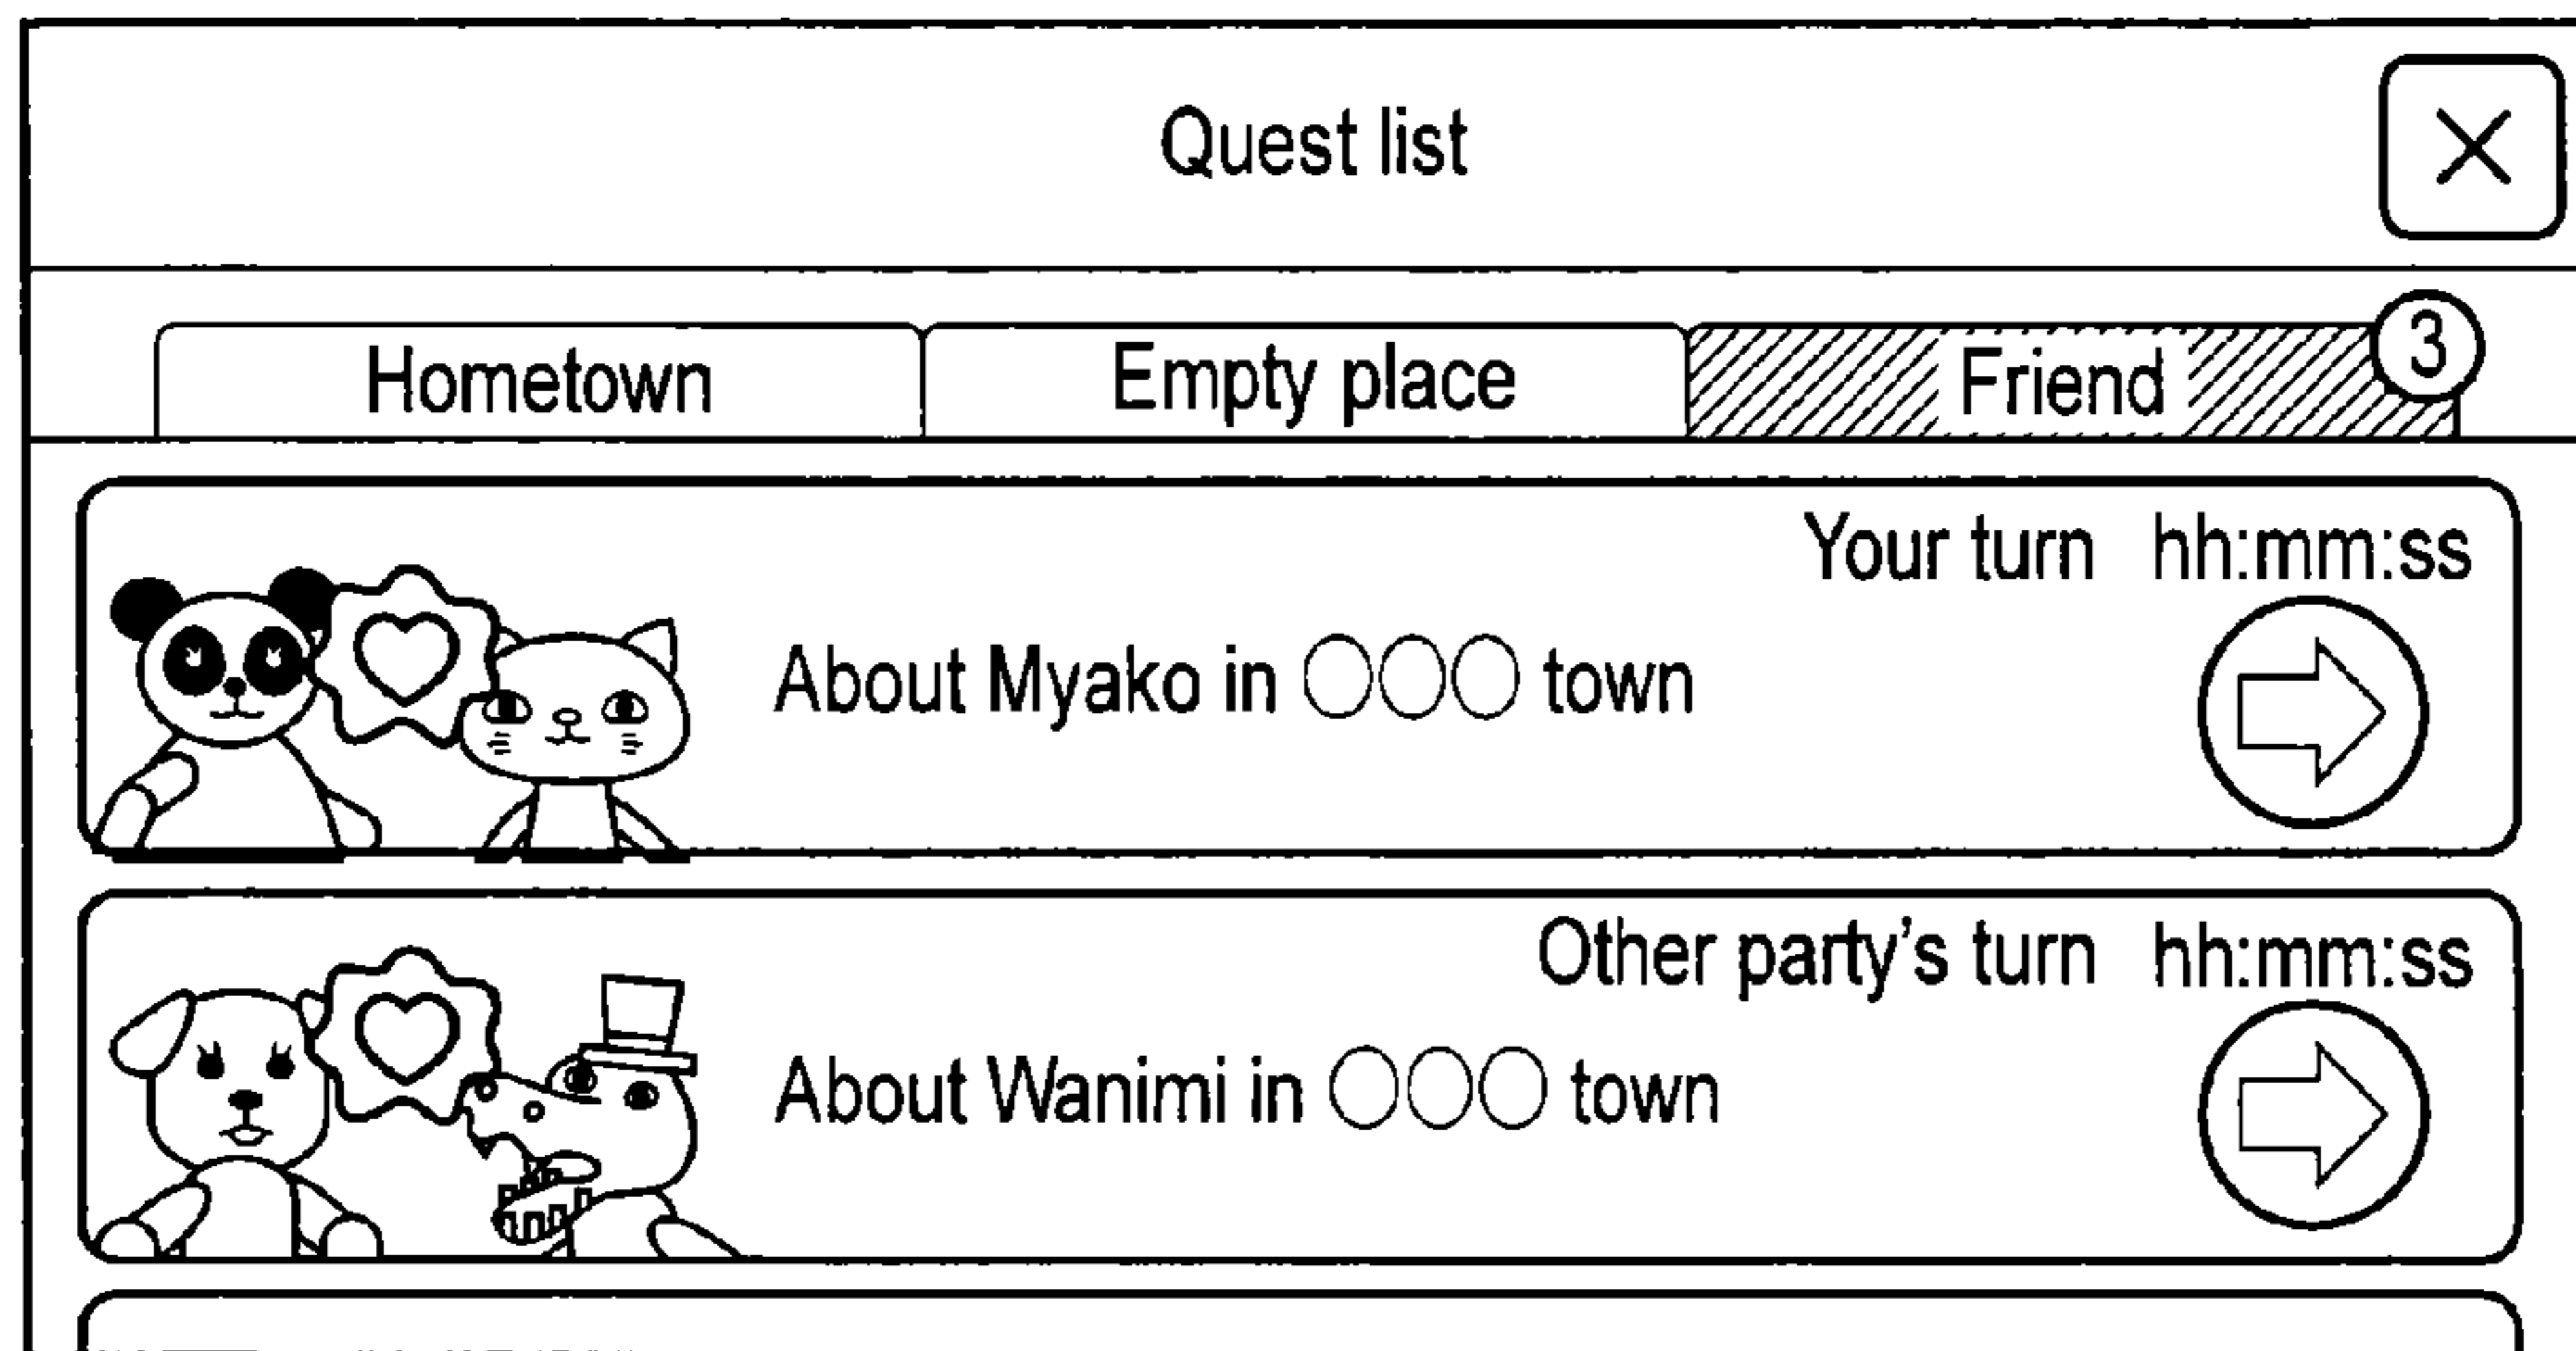 Quest list
Hometown
Empty place
Friend
3
Your turn hh:mm:ss
About Myako in ○○○ town
Other party's turn hh:mm:ss
About Wanimi in ○○○ town